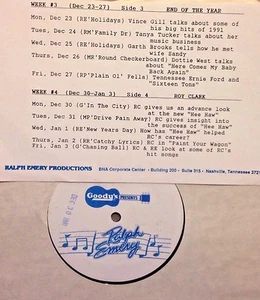 WEEK #3 (Dec 23-27) Side 3 END OF THE YEAR
Mon, Dec 23 (RE'Holidays) Vince Gill talks about some of
his big hits of 1991
Tue, Dec 24 (RM'Family Dr) Tanya Tucker talks about her
music business
Wed, Dec 25 (RE'Holidays) Garth Brooks tells how he met
wife Sandy
Thu, Dec 26 (MH'Round Checkerboard) Dottie West talks
about "Here Comes My Baby
Back Again"
Fri, Dec 27 (RP'Plain Ol' Fells) Tennessee Ernie Ford and
"Sixteen Tons"
WEEK #4 (Dec 30-Jan 3) Side 4 ROY CLARK
Mon, Dec 30 (G'In The City) RC gives us an advance look
at the new "Hee Haw"
Tue, Dec 31 (MP'Drive Pain Away) RC gives insight into
the success of "Hee Haw"
Wed, Jan 1 (RE'New Years Day) How has "Hee Haw" helped
RC's career?
Thurs, Jan 2 (RE'Catchy Lyrics) RC in "Paint Your Wagon"
Fri, Jan 3 (G'Chasing Ball) RC & RE look at some of RC's
hit songs
RALPH EMERY PRODUCTIONS BNA Corporate Center - Building 200 - Suite 315 - Nashville, Tennessee 372
Goody's
PRESENTS
Ralph
Emery